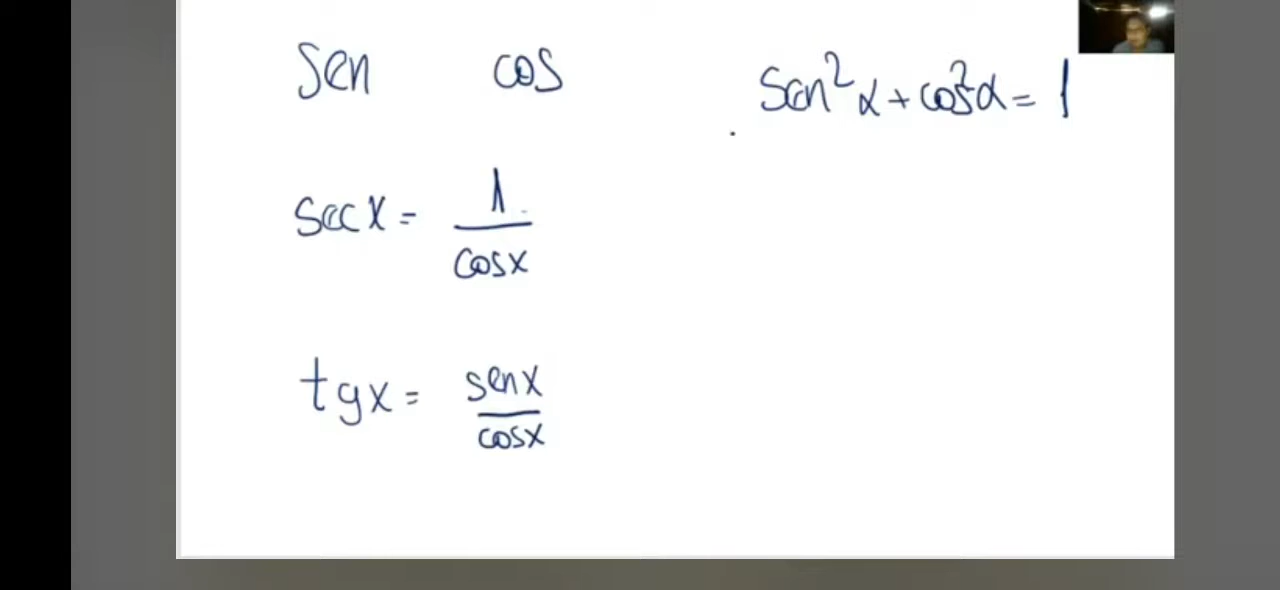 sen cos
sen²α + cos²α = 1
sec x = 1 / cos x
tg x = sen x / cos x